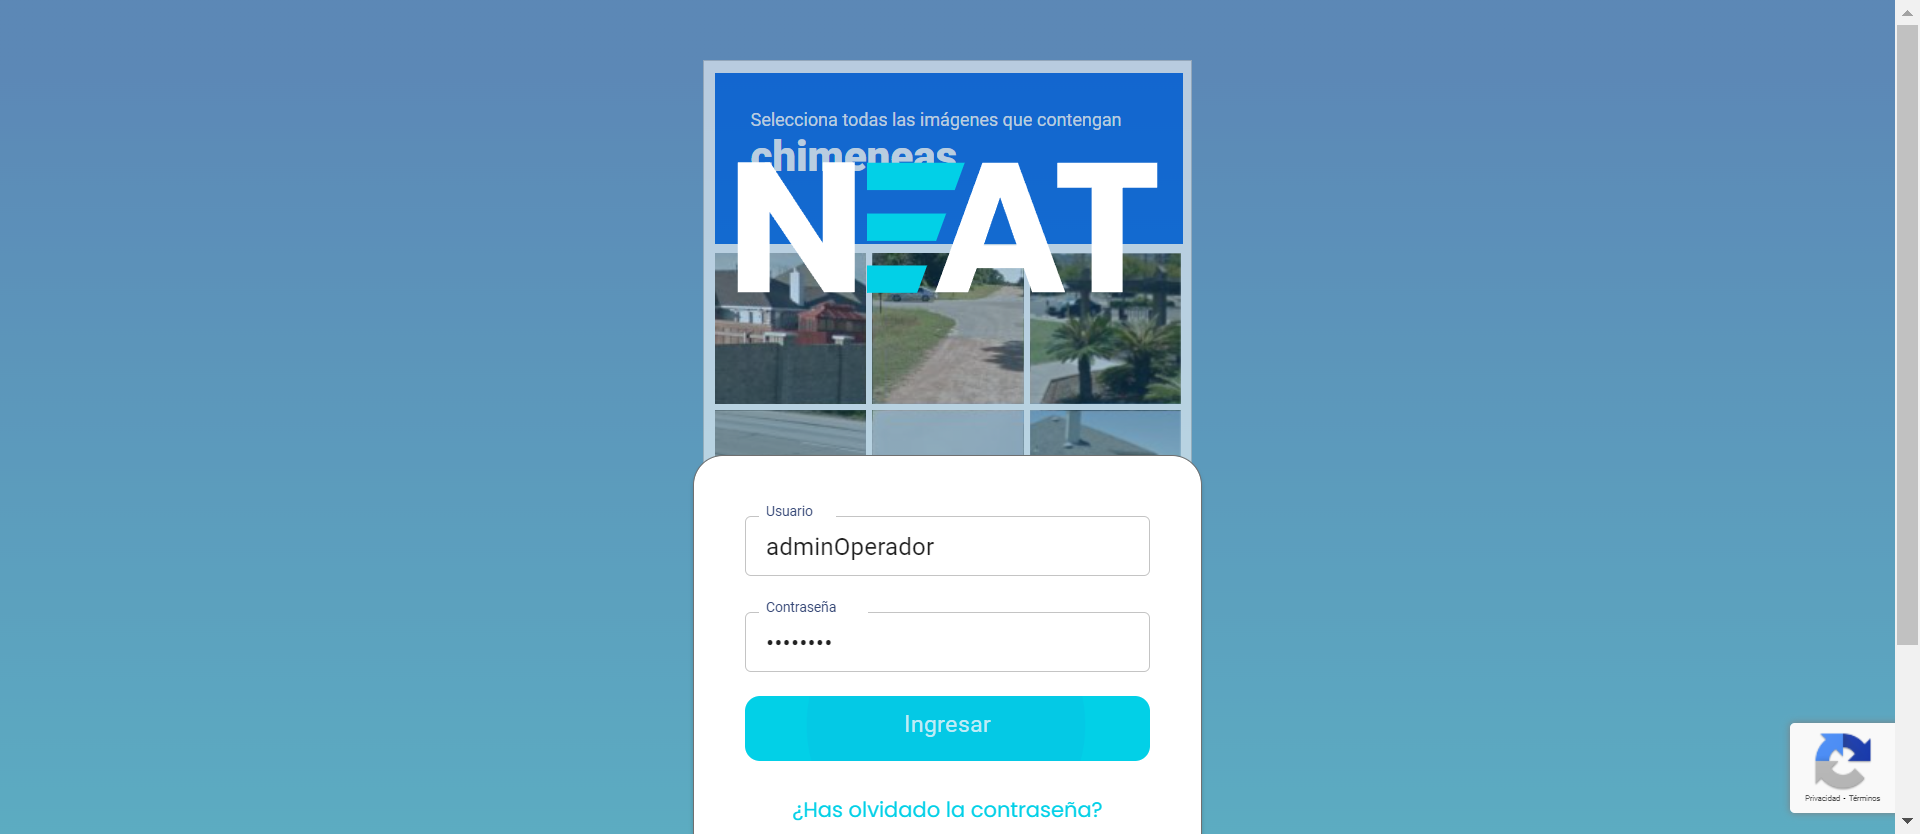 Selecciona todas las imágenes que contengan
chimeneas
NEAT
Usuario
adminOperador
Contraseña
••••••••
Ingresar
¿Has olvidado la contraseña?
Privacidad - Términos